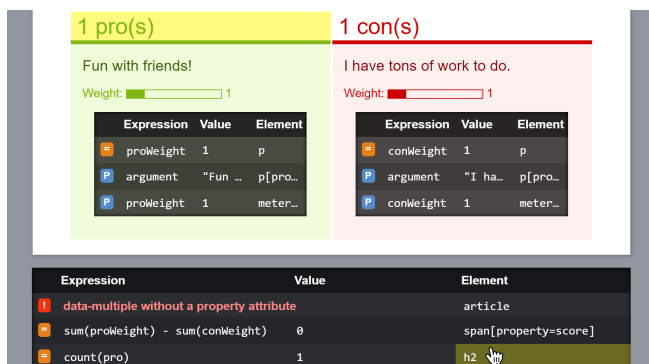 1 pro(s)
1 con(s)
Fun with friends!
I have tons of work to do.
Weight: 1
Weight: 1
Expression Value Element
= proWeight 1 p
P argument "Fun … p[pro…
P proWeight 1 meter…
Expression Value Element
= conWeight 1 p
P argument "I ha… p[pro…
P conWeight 1 meter…
Expression Value Element
! data-multiple without a property attribute article
= sum(proWeight) - sum(conWeight) 0 span[property=score]
= count(pro) 1 h2